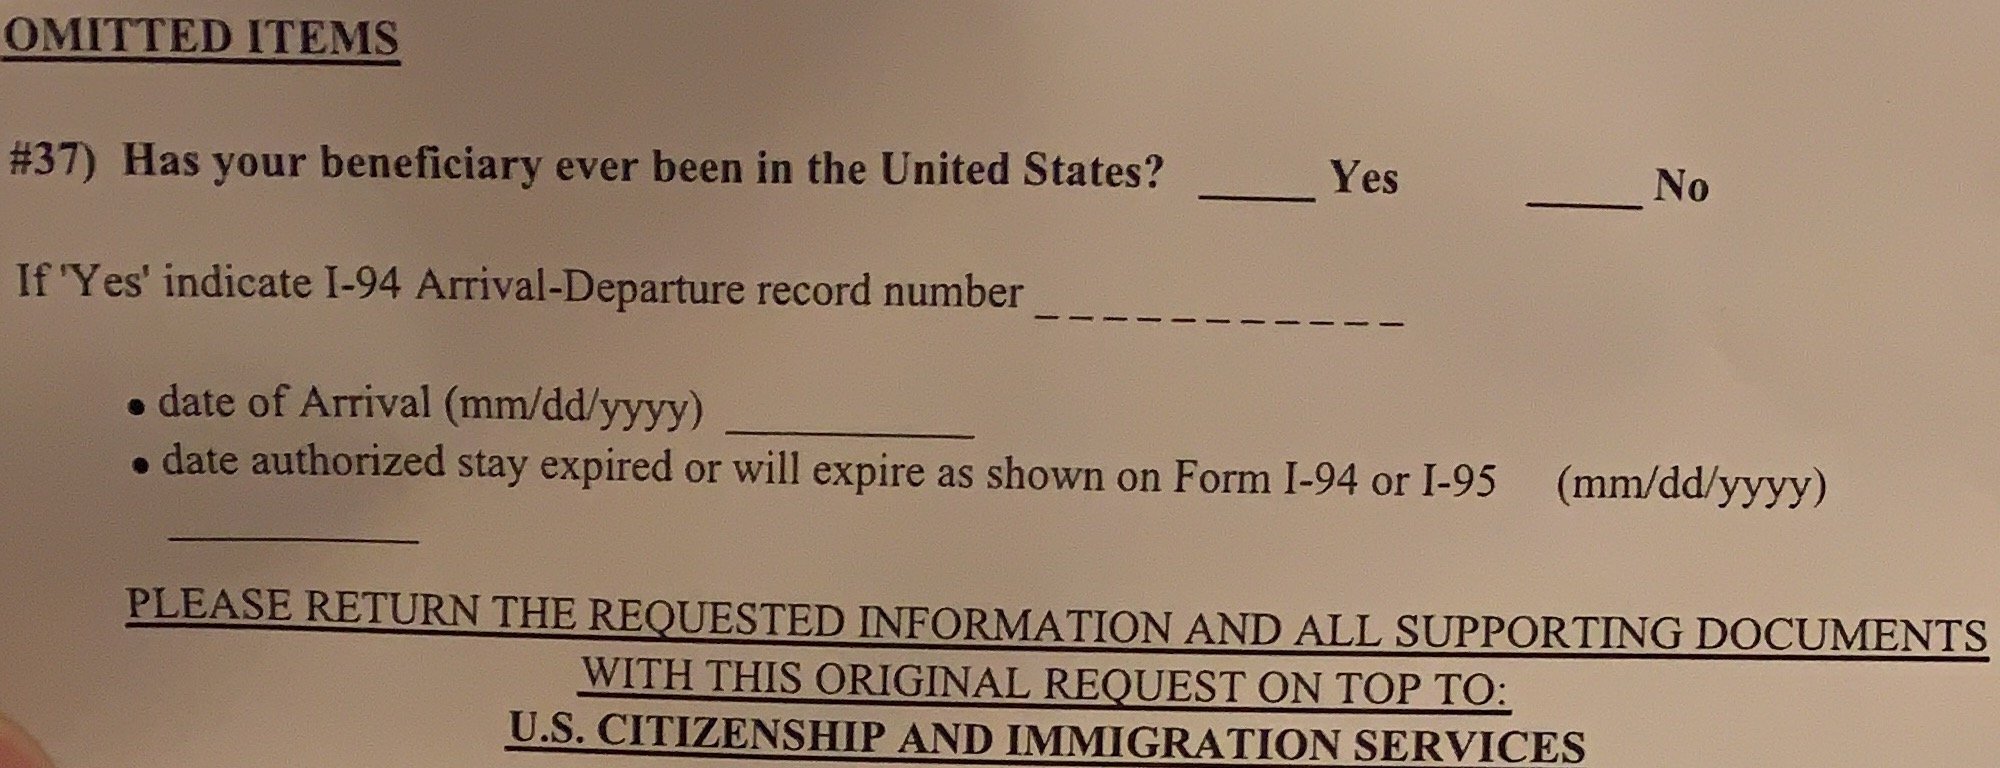 OMITTED ITEMS
#37) Has your beneficiary ever been in the United States? _____ Yes _____ No
If 'Yes' indicate I-94 Arrival-Departure record number _ _ _ _ _ _ _ _ _ _ _
• date of Arrival (mm/dd/yyyy) __________
• date authorized stay expired or will expire as shown on Form I-94 or I-95 (mm/dd/yyyy)
__________
PLEASE RETURN THE REQUESTED INFORMATION AND ALL SUPPORTING DOCUMENTS
WITH THIS ORIGINAL REQUEST ON TOP TO:
U.S. CITIZENSHIP AND IMMIGRATION SERVICES